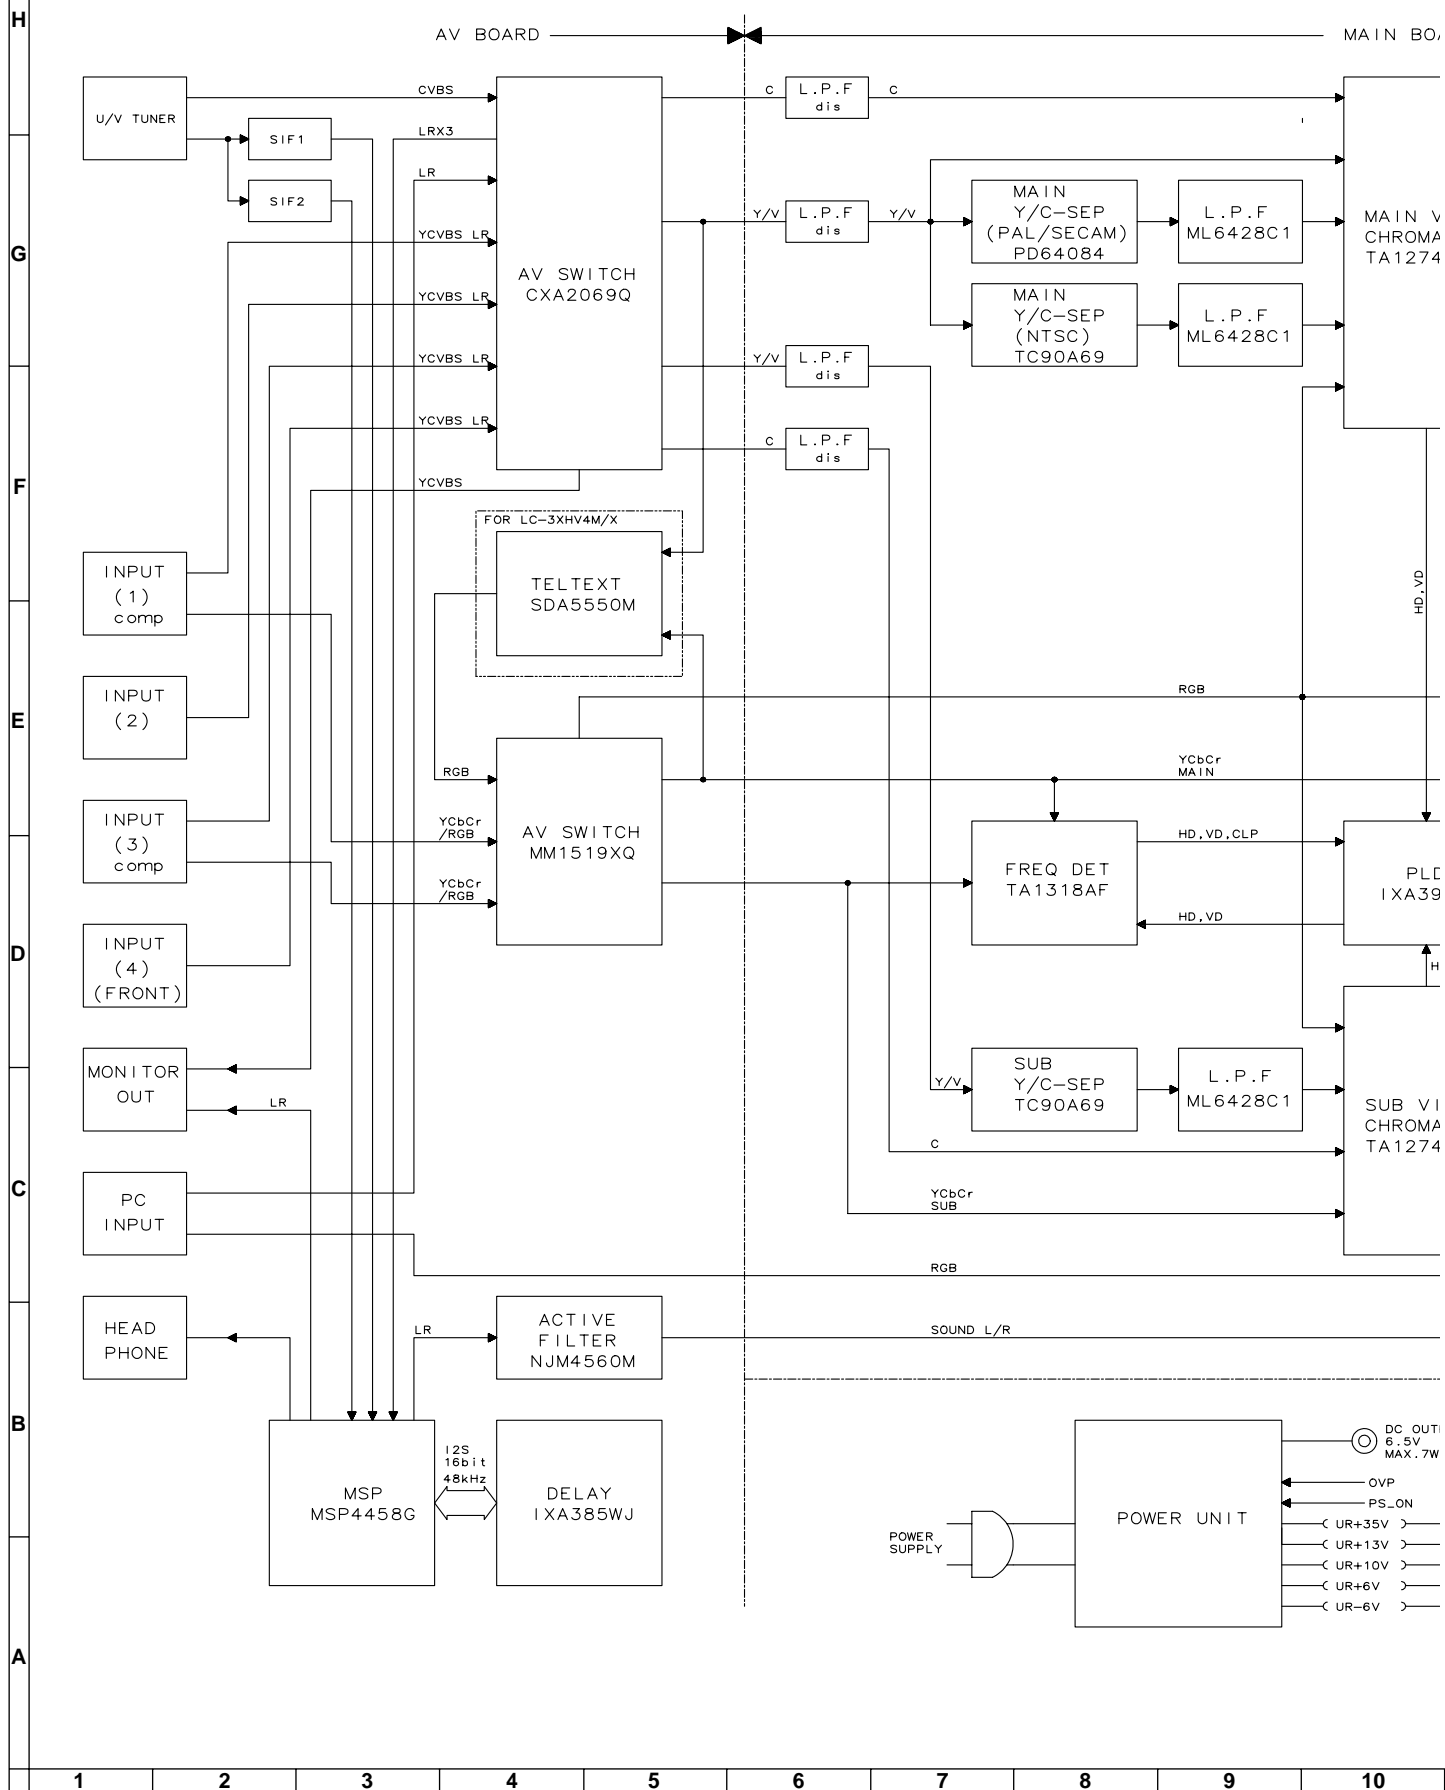 H
AV BOARD
MAIN
U/V TUNER
CVBS
C
L.P.F
dis
C
SIF1
LRX3
LR
SIF2
YCVBS LR
Y/V
L.P.F
dis
Y/V
MAIN
Y/C-SEP
(PAL/SECAM)
PD64084
L.P.F
ML6428C1
MAIN
CHROMA
TA1274
G
AV SWITCH
CXA2069Q
YCVBS LR
MAIN
Y/C-SEP
(NTSC)
TC90A69
L.P.F
ML6428C1
YCVBS LR
Y/V
L.P.F
dis
YCVBS LR
C
L.P.F
dis
F
YCVBS
FOR LC-3XHV4M/X
TELTEXT
SDA5550M
HD,VD
INPUT
(1)
comp
INPUT
(2)
E
RGB
RGB
YCbCr
MAIN
INPUT
(3)
comp
YCbCr
/RGB
AV SWITCH
MM1519XQ
HD,VD,CLP
YCbCr
/RGB
FREQ DET
TA1318AF
HD,VD
INPUT
(4)
(FRONT)
D
MONITOR
OUT
LR
Y/V
SUB
Y/C-SEP
TC90A69
L.P.F
ML6428C1
SUB
CHROMA
TA1274
C
C
PC
INPUT
YCbCr
SUB
RGB
HEAD
PHONE
LR
ACTIVE
FILTER
NJM4560M
SOUND L/R
B
I2S
16bit
48kHz
MSP
MSP4458G
DELAY
IXA385WJ
POWER
SUPPLY
POWER UNIT
DC
6.5V
MAX.7W
OVP
PS_ON
UR+35V
UR+13V
UR+10V
UR+6V
UR-6V
A
1 2 3 4 5 6 7 8 9 10